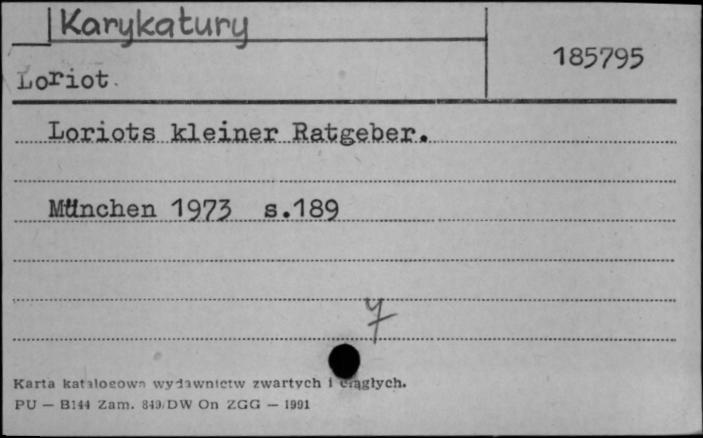 Karykatury
185795
Loriot.
Loriots kleiner Ratgeber.
München 1973 s.189
Karta katalogowa wydawnictw zwartych i ciągłych.
PU — B144 Zam. 849/DW On ZGG — 1991